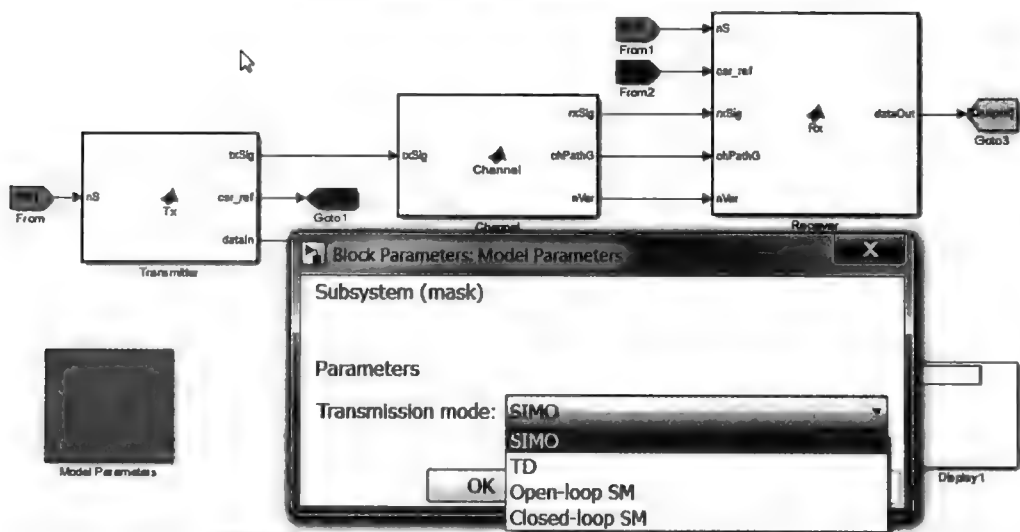 nS
From1
csr_ref
From2
rxSig
rxSig
Rx
dataOut
Goto3
txSig
txSig
Channel
chPathG
chPathG
nS
Tx
csr_ref
nVar
nVar
From
Goto1
dataIn
Channel
Receiver
Transmitter
Block Parameters: Model Parameters
X
Subsystem (mask)
Parameters
Transmission mode: SIMO
SIMO
TD
OK
Open-loop SM
Closed-loop SM
Model Parameters
Display1